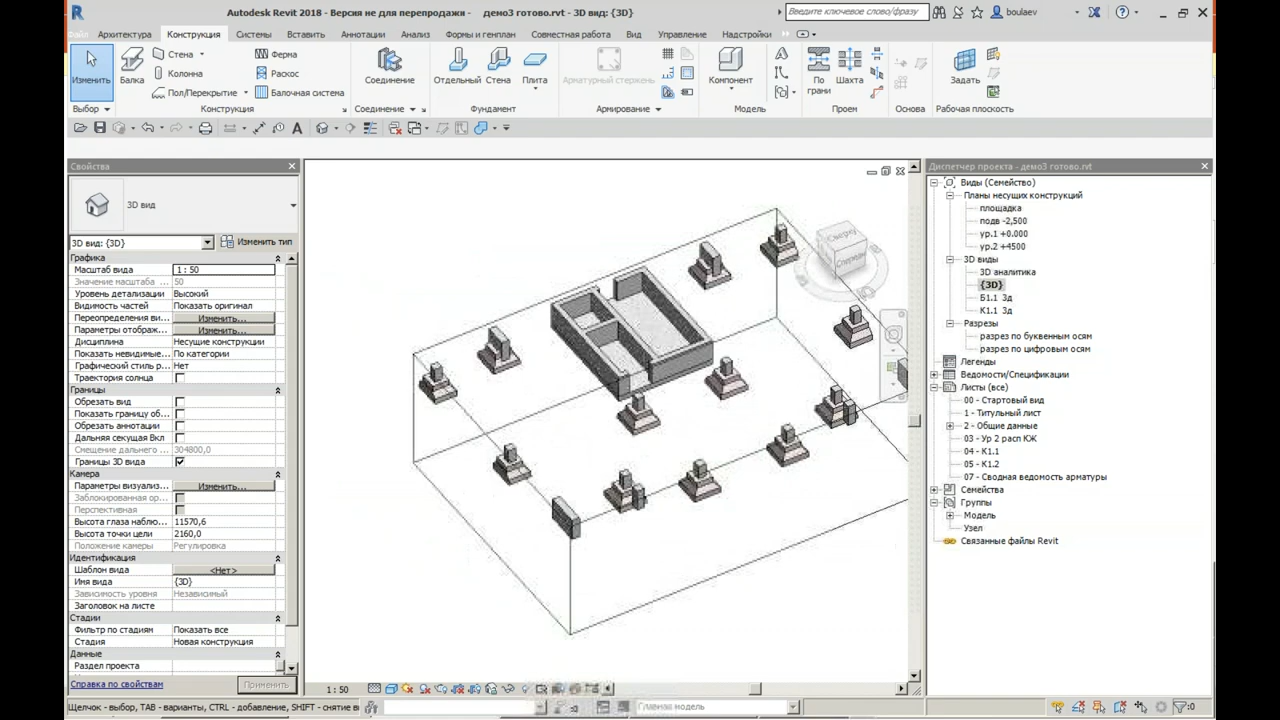 Autodesk Revit 2018 - Версия не для перепродажи - демо3 готово.rvt - 3D вид: {3D}
Введите ключевое слово/фразу
boulaev
Архитектура Конструкция Системы Вставить Аннотации Анализ Формы и генплан Совместная работа Вид Управление Надстройки
Изменить
Балка
Стена
Колонна
Пол/Перекрытие
Ферма
Раскос
Балочная система
Соединение
Отдельный Стена Плита
Арматурный стержень
Компонент
По грани
Шахта
Задать
Выбор Конструкция Соединение Фундамент Армирование Модель Проем Основа Рабочая плоскость
Свойства
3D вид
3D вид: {3D} Изменить тип
Графика
Масштаб вида 1 : 50
Значение масштаба ... 50
Уровень детализации Высокий
Видимость частей Показать оригинал
Переопределения ви... Изменить...
Параметры отображ... Изменить...
Дисциплина Несущие конструкции
Показать невидимые... По категории
Графический стиль р... Нет
Траектория солнца
Границы
Обрезать вид
Показать границу об...
Обрезать аннотации
Дальняя секущая Вкл
Смещение дальнего ... 304800,0
Границы 3D вида
Камера
Параметры визуализ... Изменить...
Заблокированная ор...
Перспективная
Высота глаза наблю... 11570,6
Высота точки цели 2160,0
Положение камеры Регулировка
Идентификация
Шаблон вида <Нет>
Имя вида {3D}
Зависимость уровня Независимый
Заголовок на листе
Стадии
Фильтр по стадиям Показать все
Стадия Новая конструкция
Данные
Раздел проекта
Справка по свойствам Применить
Сверху
1 : 50
Диспетчер проекта - демо3 готово.rvt
Виды (Семейство)
Планы несущих конструкций
площадка
подв -2,500
ур.1 +0.000
ур.2 +4500
3D виды
3D аналитика
{3D}
Б1.1 3д
К1.1 3д
Разрезы
разрез по буквенным осям
разрез по цифровым осям
Легенды
Ведомости/Спецификации
Листы (все)
00 - Стартовый вид
1 - Титульный лист
2 - Общие данные
03 - Ур 2 расп КЖ
04 - К1.1
05 - К1.2
07 - Сводная ведомость арматуры
Семейства
Группы
Модель
Узел
Связанные файлы Revit
Щелчок - выбор, TAB - варианты, CTRL - добавление, SHIFT - снятие в
Главная модель
:0